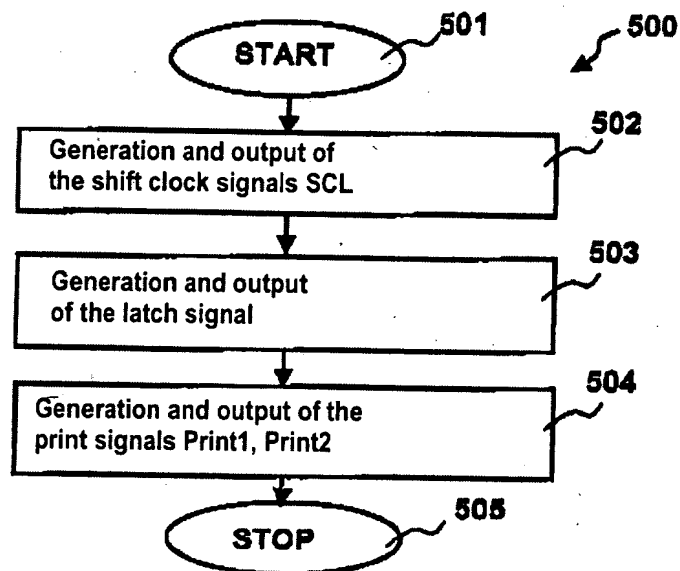 501
500
START
502
Generation and output of
the shift clock signals SCL
503
Generation and output
of the latch signal
504
Generation and output of the
print signals Print1, Print2
505
STOP